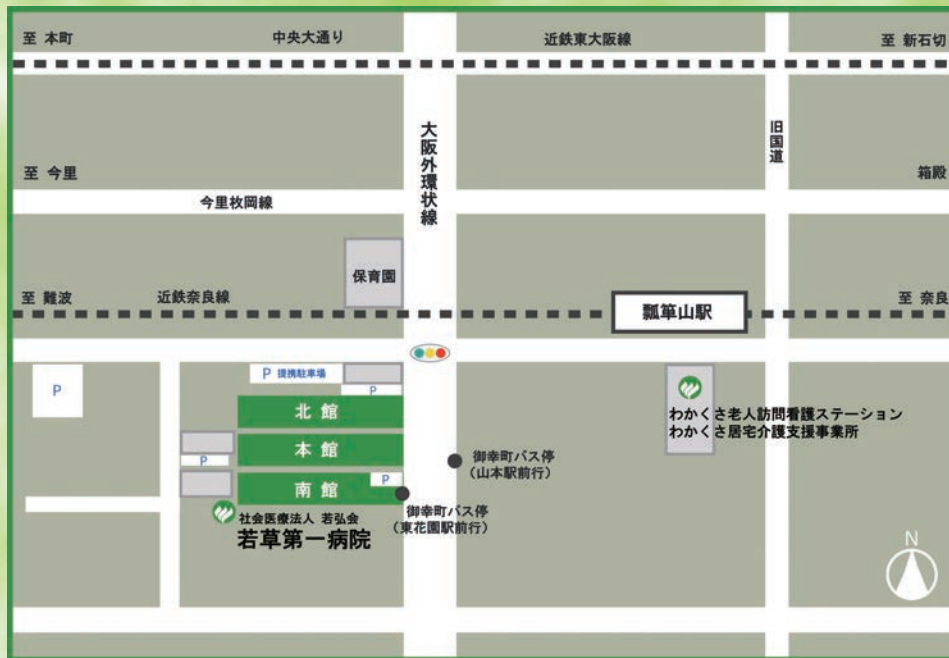 至 本町
中央大通り
近鉄東大阪線
至 新石切
大阪外環状線
旧国道
至 今里
箱殿
今里枚岡線
保育園
至 難波
近鉄奈良線
瓢箪山駅
至 奈良
P
P 提携駐車場
P
北 館
本 館
P
南 館
P
社会医療法人 若弘会
若草第一病院
御幸町バス停
(山本駅前行)
御幸町バス停
(東花園駅前行)
わかくさ老人訪問看護ステーション
わかくさ居宅介護支援事業所
N